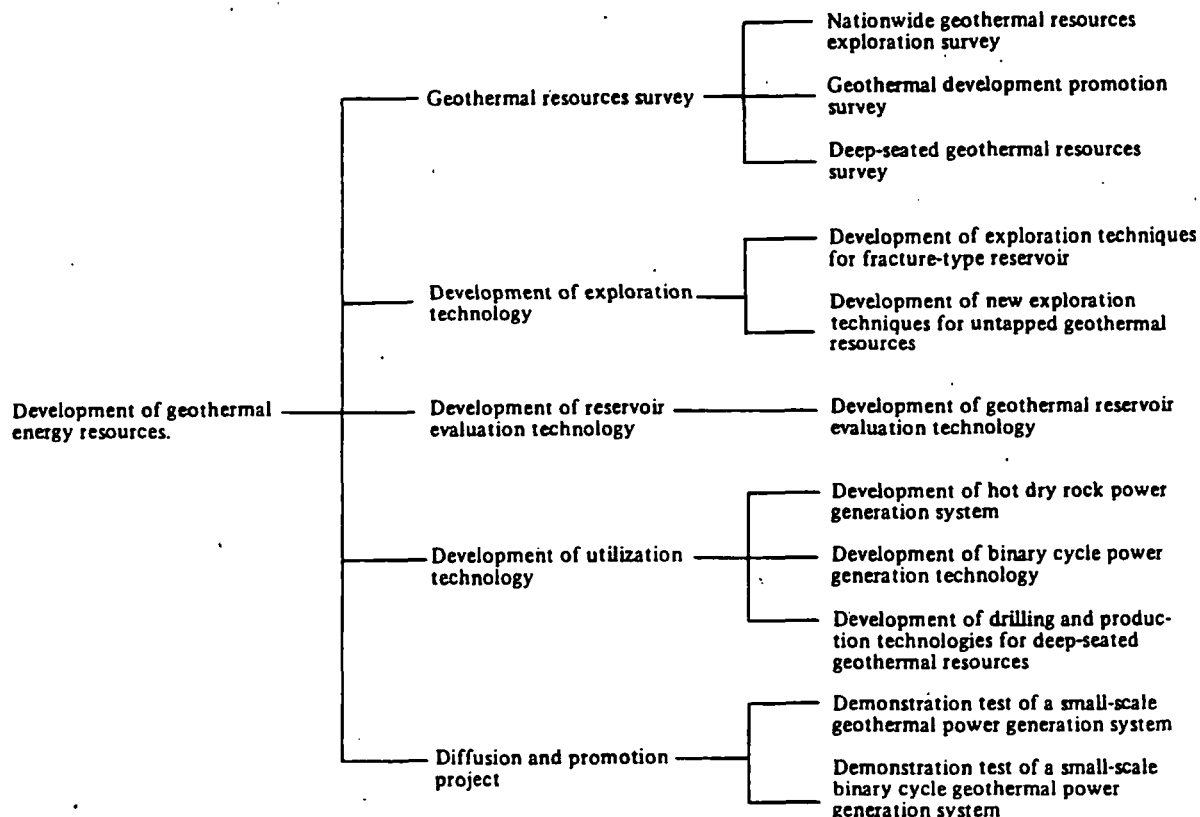 Nationwide geothermal resources
exploration survey
Geothermal resources survey
Geothermal development promotion
survey
Deep-seated geothermal resources
survey
Development of exploration techniques
for fracture-type reservoir
Development of exploration
technology
Development of new exploration
techniques for untapped geothermal
resources
Development of geothermal
energy resources.
Development of reservoir
evaluation technology
Development of geothermal reservoir
evaluation technology
Development of hot dry rock power
generation system
Development of utilization
technology
Development of binary cycle power
generation technology
Development of drilling and produc-
tion technologies for deep-seated
geothermal resources
Demonstration test of a small-scale
geothermal power generation system
Diffusion and promotion
project
Demonstration test of a small-scale
binary cycle geothermal power
generation system